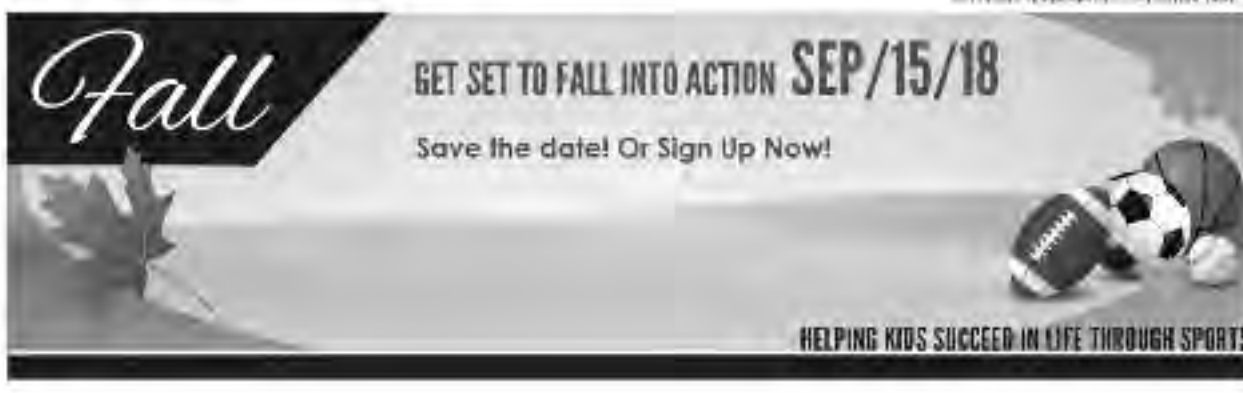 Fall
GET SET TO FALL INTO ACTION SEP/15/18
Save the date! Or Sign Up Now!
HELPING KIDS SUCCEED IN LIFE THROUGH SPORTS